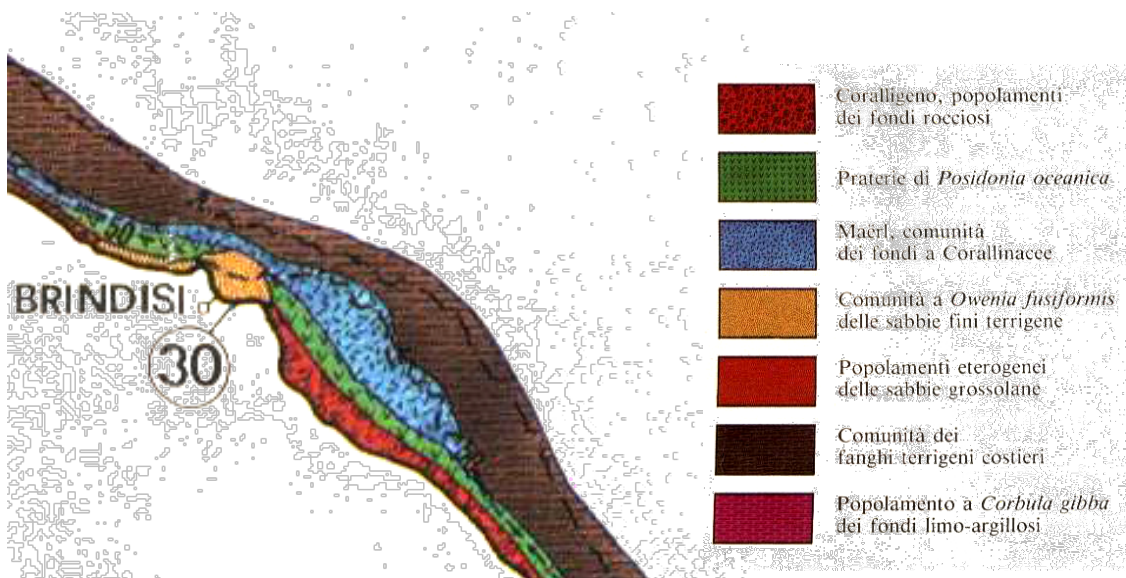 50
BRINDISI
30
Coralligeno, popolamenti
dei fondi rocciosi
Praterie di Posidonia oceanica
Maërl, comunità
dei fondi a Corallinacee
Comunità a Owenia fusiformis
delle sabbie fini terrigene
Popolamenti eterogenei
delle sabbie grossolane
Comunità dei
fanghi terrigeni costieri
Popolamento a Corbula gibba
dei fondi limo-argillosi